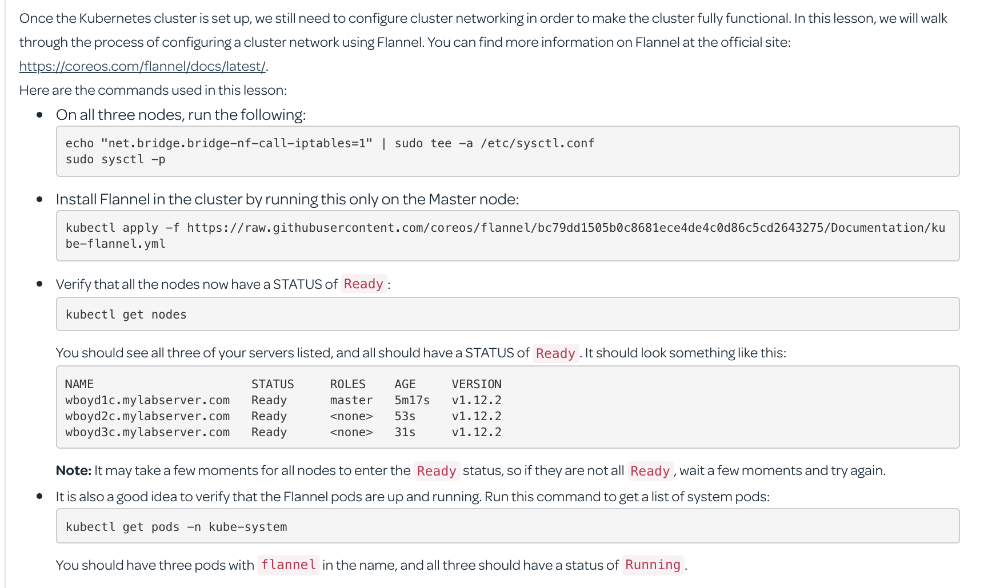 Once the Kubernetes cluster is set up, we still need to configure cluster networking in order to make the cluster fully functional. In this lesson, we will walk
through the process of configuring a cluster network using Flannel. You can find more information on Flannel at the official site:
https://coreos.com/flannel/docs/latest/.
Here are the commands used in this lesson:
• On all three nodes, run the following:
echo "net.bridge.bridge-nf-call-iptables=1" | sudo tee -a /etc/sysctl.conf
sudo sysctl -p
• Install Flannel in the cluster by running this only on the Master node:
kubectl apply -f https://raw.githubusercontent.com/coreos/flannel/bc79dd1505b0c8681ece4de4c0d86c5cd2643275/Documentation/ku
be-flannel.yml
• Verify that all the nodes now have a STATUS of Ready :
kubectl get nodes
You should see all three of your servers listed, and all should have a STATUS of Ready . It should look something like this:
NAME                      STATUS     ROLES    AGE     VERSION
wboyd1c.mylabserver.com   Ready      master   5m17s   v1.12.2
wboyd2c.mylabserver.com   Ready      <none>   53s     v1.12.2
wboyd3c.mylabserver.com   Ready      <none>   31s     v1.12.2
Note: It may take a few moments for all nodes to enter the Ready status, so if they are not all Ready , wait a few moments and try again.
• It is also a good idea to verify that the Flannel pods are up and running. Run this command to get a list of system pods:
kubectl get pods -n kube-system
You should have three pods with flannel in the name, and all three should have a status of Running .